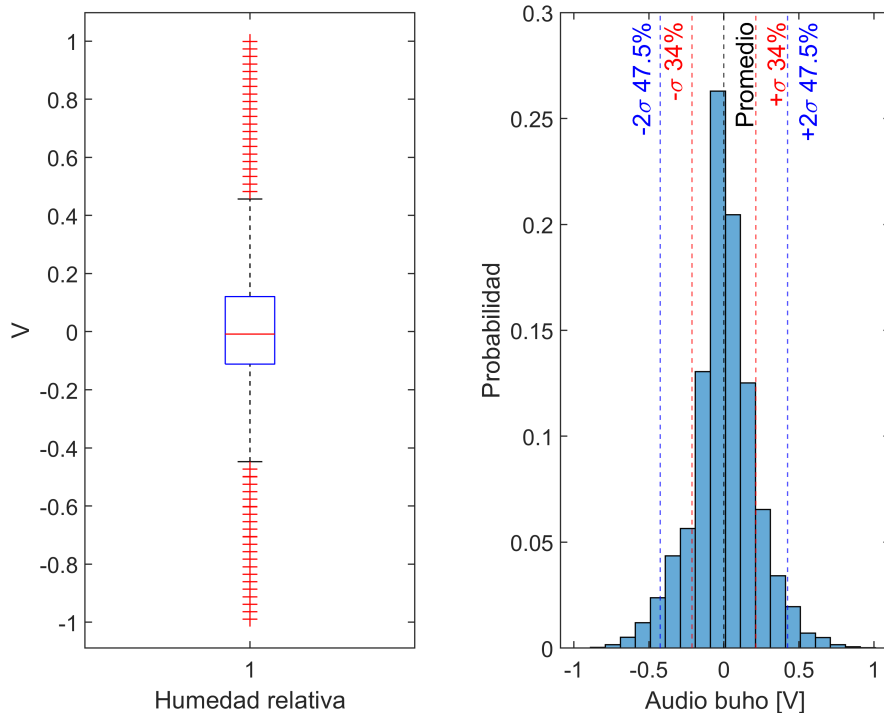 1
0.8
0.6
0.4
0.2
0
-0.2
-0.4
-0.6
-0.8
-1
V
1
Humedad relativa
0.3
0.25
0.2
0.15
0.1
0.05
0
Probabilidad
-2σ 47.5%
-σ 34%
Promedio
+σ 34%
+2σ 47.5%
-1
-0.5
0
0.5
1
Audio buho [V]